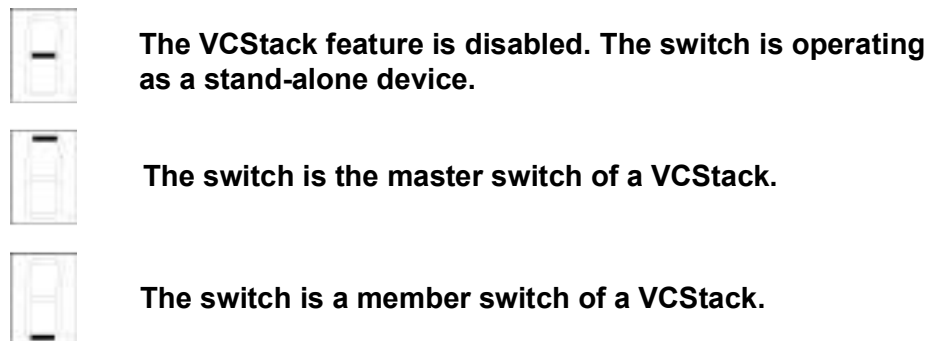 The VCStack feature is disabled. The switch is operating
as a stand-alone device.
The switch is the master switch of a VCStack.
The switch is a member switch of a VCStack.